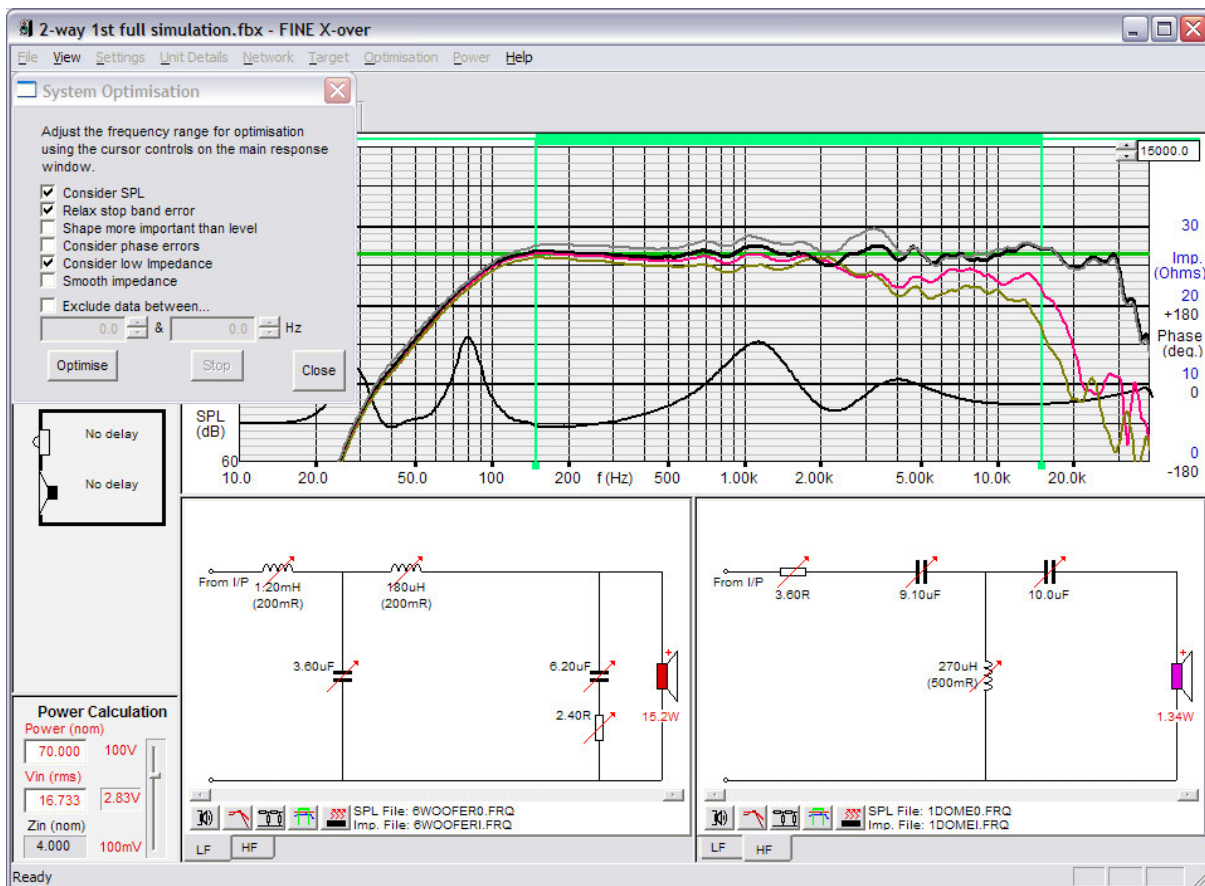 2-way 1st full simulation.fbx - FINE X-over
File View Settings Unit Details Network Target Optimisation Power Help
System Optimisation
Adjust the frequency range for optimisation
using the cursor controls on the main response
window.
Consider SPL
Relax stop band error
Shape more important than level
Consider phase errors
Consider low Impedance
Smooth impedance
Exclude data between...
0.0 & 0.0 Hz
Optimise Stop Close
15000.0
30
Imp.
(Ohms)
20
+180
Phase
(deg.)
10
0
0
-180
SPL
(dB)
60
10.0 20.0 50.0 100 200 f (Hz) 500 1.00k 2.00k 5.00k 10.0k 20.0k
No delay
No delay
From I/P
1.20mH
(200mR)
180uH
(200mR)
3.60uF
6.20uF
2.40R
+
15.2W
SPL File: 6WOOFER0.FRQ
Imp. File: 6WOOFERI.FRQ
LF HF
From I/P
3.60R
9.10uF
10.0uF
270uH
(500mR)
+
1.34W
SPL File: 1DOME0.FRQ
Imp. File: 1DOMEI.FRQ
LF HF
Power Calculation
Power (nom)
70.000 100V
Vin (rms)
16.733 2.83V
Zin (nom)
4.000 100mV
Ready